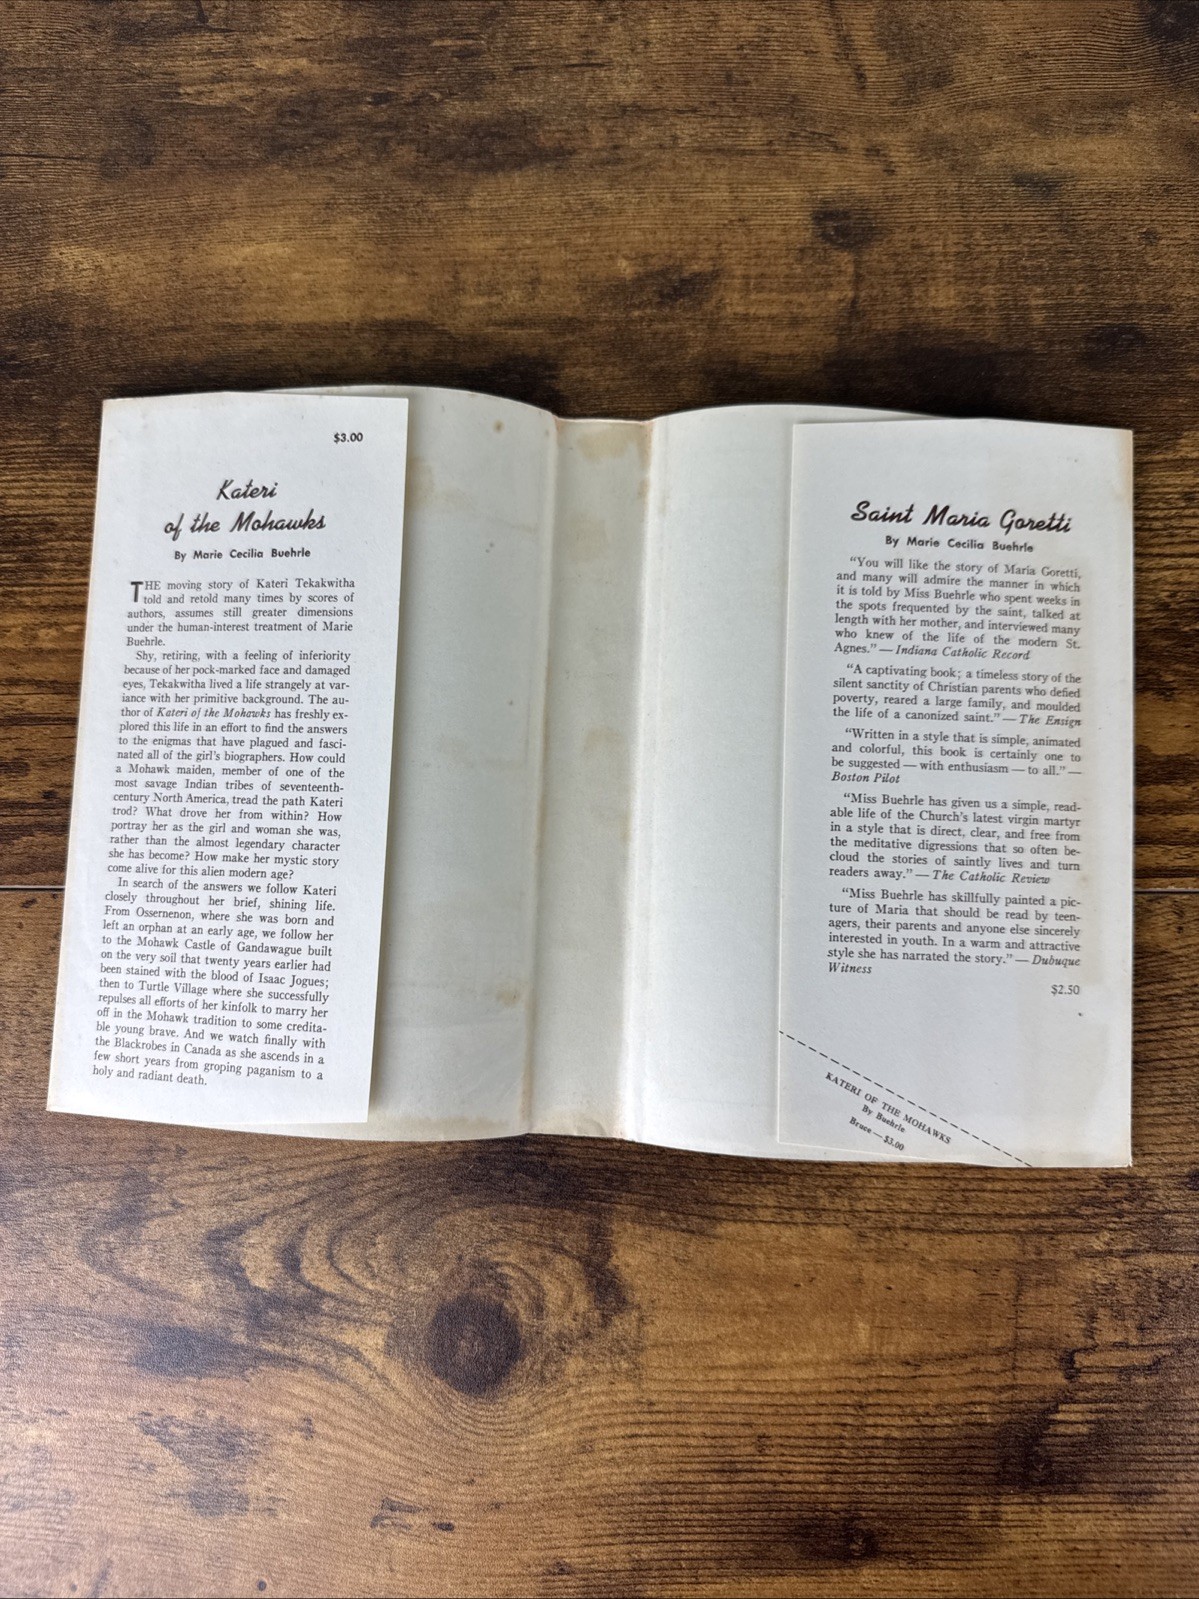 $3.00
Kateri
of the Mohawks
By Marie Cecilia Buehrle
THE moving story of Kateri Tekakwitha
told and retold many times by scores of
authors, assumes still greater dimensions
under the human-interest treatment of Marie
Buehrle.
Shy, retiring, with a feeling of inferiority
because of her pock-marked face and damaged
eyes, Tekakwitha lived a life strangely at var-
iance with her primitive background. The au-
thor of Kateri of the Mohawks has freshly ex-
plored this life in an effort to find the answers
to the enigmas that have plagued and fasci-
nated all of the girl's biographers. How could
a Mohawk maiden, member of one of the
most savage Indian tribes of seventeenth-
century North America, tread the path Kateri
trod? What drove her from within? How
portray her as the girl and woman she was,
rather than the almost legendary character
she has become? How make her mystic story
come alive for this alien modern age?
In search of the answers we follow Kateri
closely throughout her brief, shining life.
From Ossernenon, where she was born and
left an orphan at an early age, we follow her
to the Mohawk Castle of Gandawague built
on the very soil that twenty years earlier had
been stained with the blood of Isaac Jogues;
then to Turtle Village where she successfully
repulses all efforts of her kinfolk to marry her
off in the Mohawk tradition to some credita-
ble young brave. And we watch finally with
the Blackrobes in Canada as she ascends in a
few short years from groping paganism to a
holy and radiant death.
Saint Maria Goretti
By Marie Cecilia Buehrle
"You will like the story of Maria Goretti,
and many will admire the manner in which
it is told by Miss Buehrle who spent weeks in
the spots frequented by the saint, talked at
length with her mother, and interviewed many
who knew of the life of the modern St.
Agnes." — Indiana Catholic Record
"A captivating book; a timeless story of the
silent sanctity of Christian parents who defied
poverty, reared a large family, and moulded
the life of a canonized saint." — The Ensign
"Written in a style that is simple, animated
and colorful, this book is certainly one to
be suggested — with enthusiasm — to all." —
Boston Pilot
"Miss Buehrle has given us a simple, read-
able life of the Church's latest virgin martyr
in a style that is direct, clear, and free from
the meditative digressions that so often be-
cloud the stories of saintly lives and turn
readers away." — The Catholic Review
"Miss Buehrle has skillfully painted a pic-
ture of Maria that should be read by teen-
agers, their parents and anyone else sincerely
interested in youth. In a warm and attractive
style she has narrated the story." — Dubuque
Witness
$2.50
KATERI OF THE MOHAWKS
By Buehrle
Bruce — $3.00